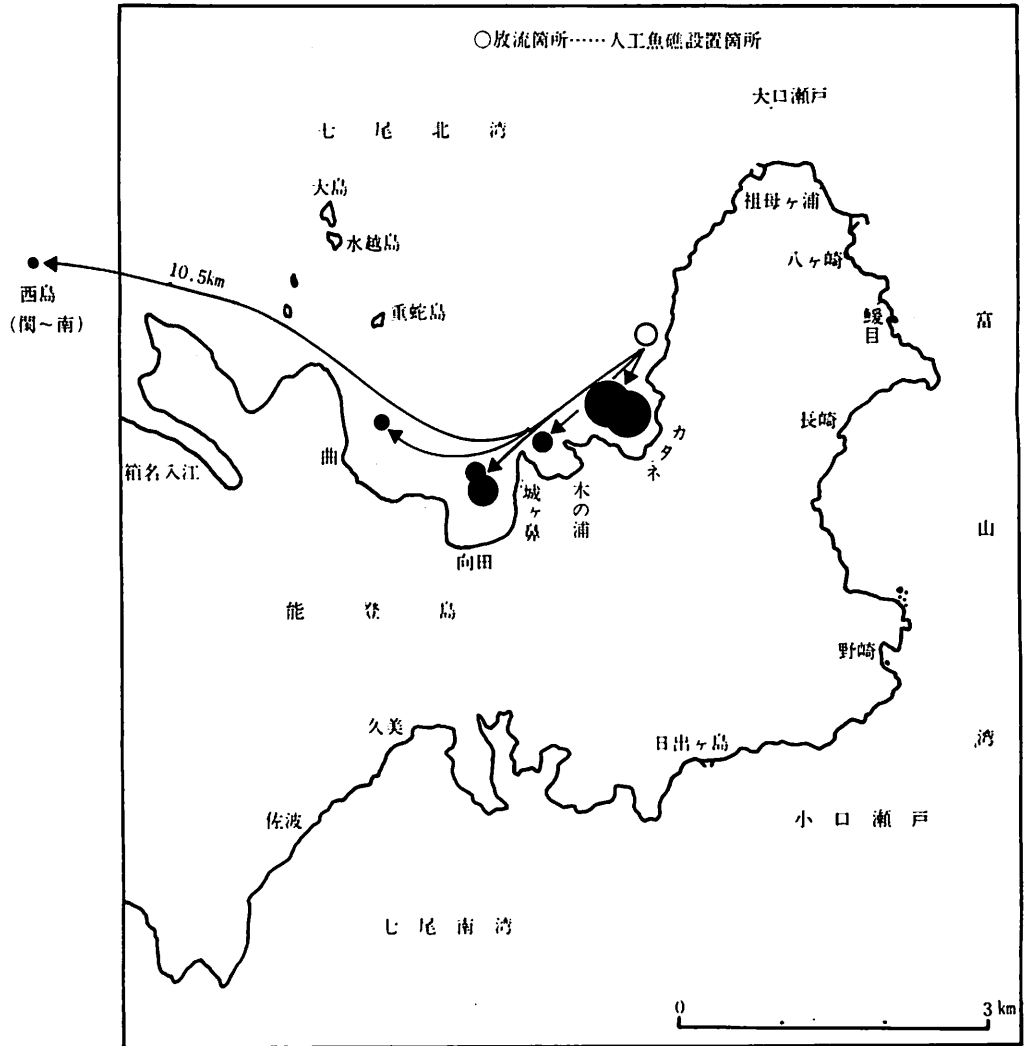 ○放流箇所……人工魚礁設置箇所
大口瀬戸
七尾北湾
大島
祖母ヶ浦
水越島
八ヶ崎
10.5km
西島
(閨～南)
重蛇島
鰀目
富
長崎
カタネ
曲
箱名入江
城ヶ鼻
木の浦
山
向田
能登島
野崎
久美
日出ヶ島
湾
佐波
小口瀬戸
七尾南湾
0
3km